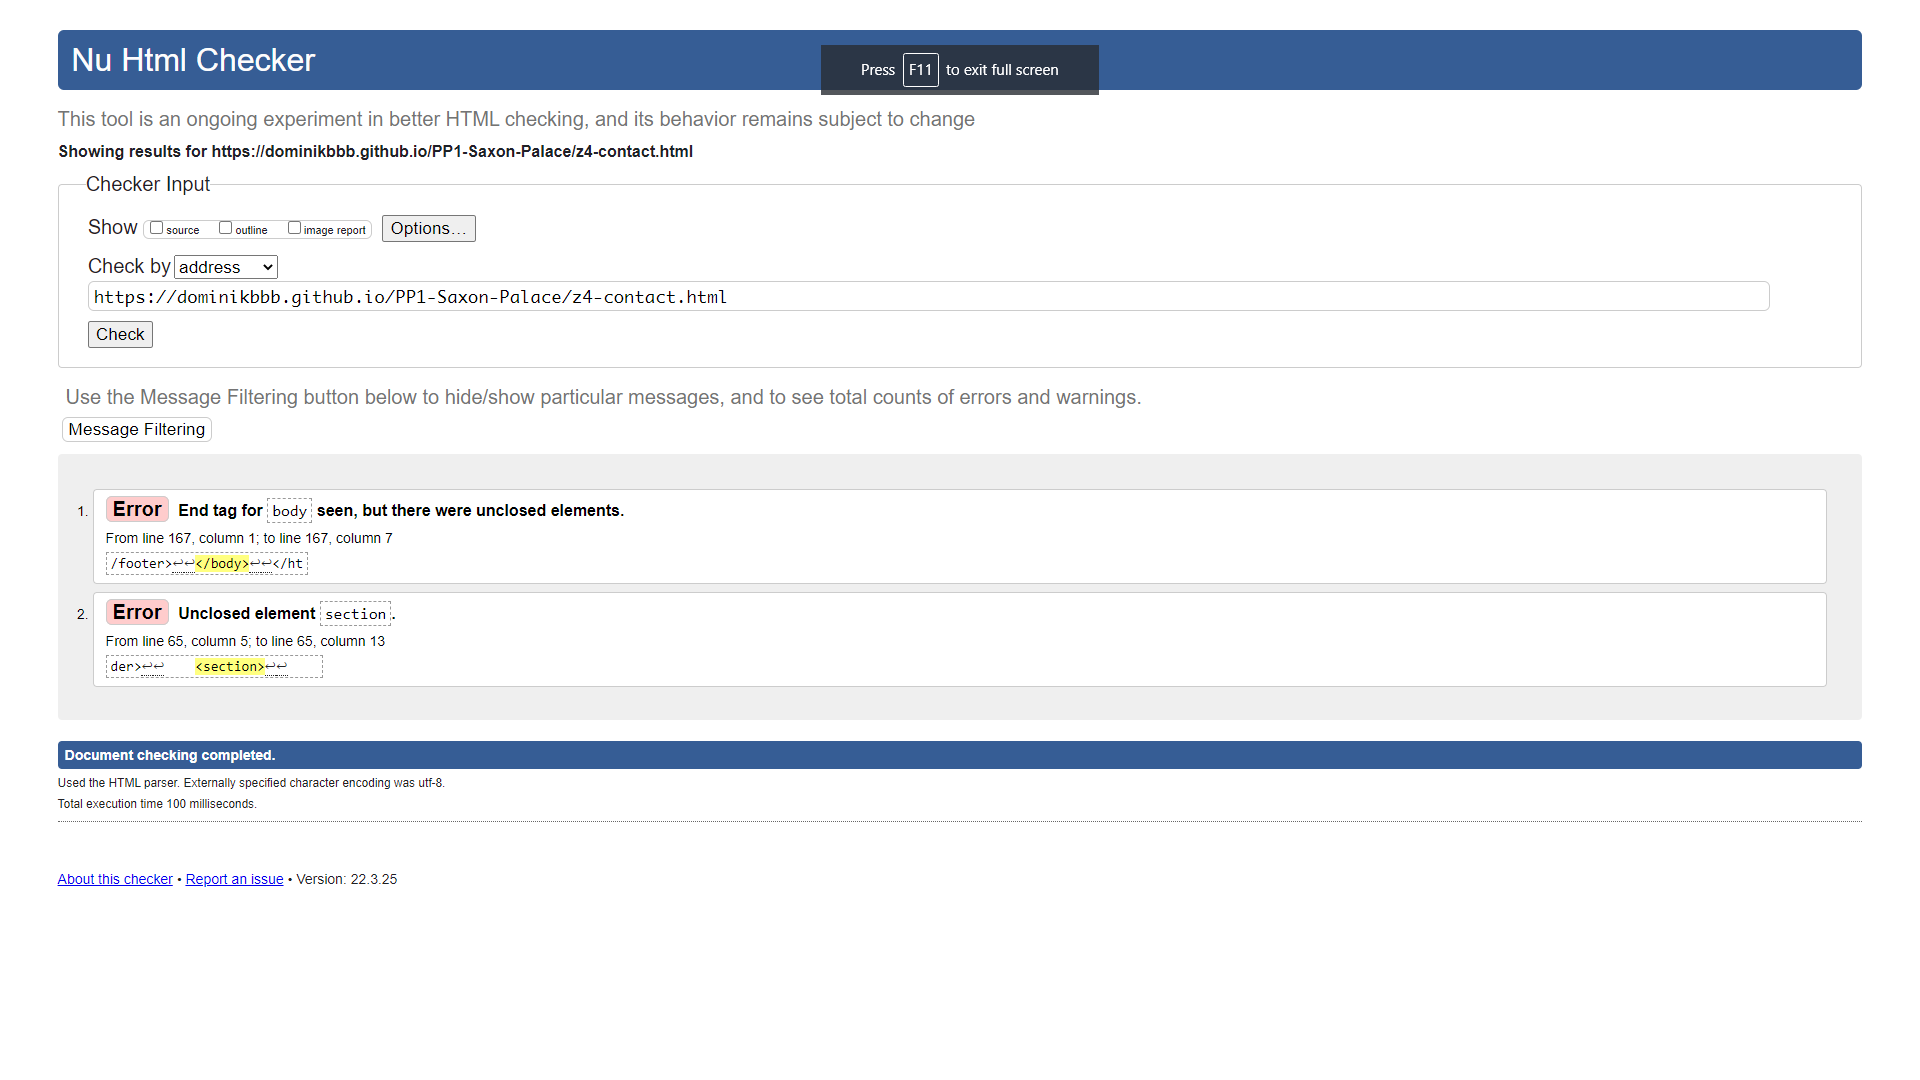 Nu Html Checker
Press F11 to exit full screen
This tool is an ongoing experiment in better HTML checking, and its behavior remains subject to change
Showing results for https://dominikbbb.github.io/PP1-Saxon-Palace/z4-contact.html
Checker Input
Show source outline image report Options...
Check by address
https://dominikbbb.github.io/PP1-Saxon-Palace/z4-contact.html
Check
Use the Message Filtering button below to hide/show particular messages, and to see total counts of errors and warnings.
Message Filtering
1. Error End tag for body seen, but there were unclosed elements.
From line 167, column 1; to line 167, column 7
/footer>↩↩</body>↩↩</ht
2. Error Unclosed element section.
From line 65, column 5; to line 65, column 13
der>↩↩    <section>↩↩
Document checking completed.
Used the HTML parser. Externally specified character encoding was utf-8.
Total execution time 100 milliseconds.
About this checker • Report an issue • Version: 22.3.25